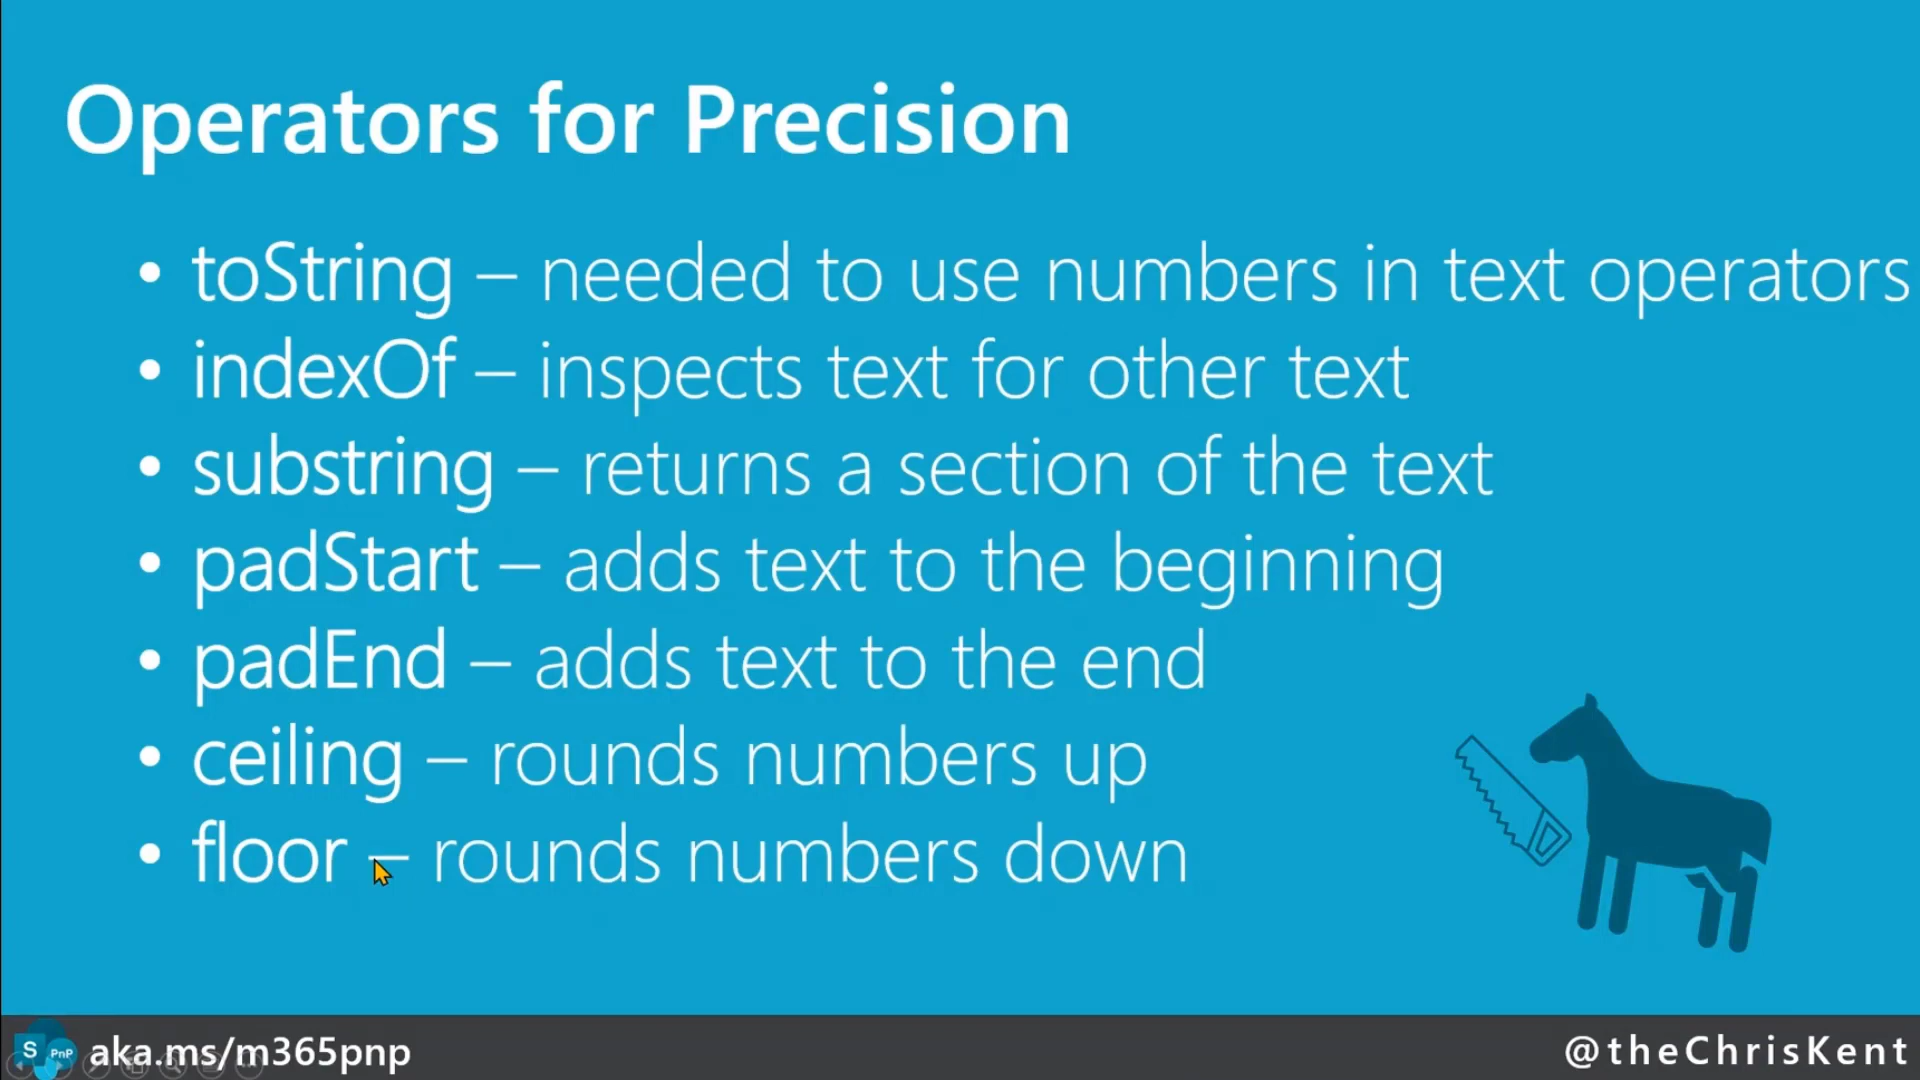 Operators for Precision
• toString – needed to use numbers in text operators
• indexOf – inspects text for other text
• substring – returns a section of the text
• padStart – adds text to the beginning
• padEnd – adds text to the end
• ceiling – rounds numbers up
• floor – rounds numbers down
S PnP aka.ms/m365pnp
@theChrisKent